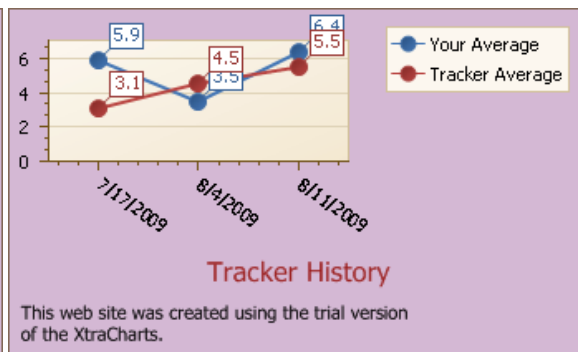 5.9
6.4
5.5
4.5
3.5
3.1
6
4
2
0
7/17/2009
8/4/2009
8/11/2009
Your Average
Tracker Average
Tracker History
This web site was created using the trial version
of the XtraCharts.